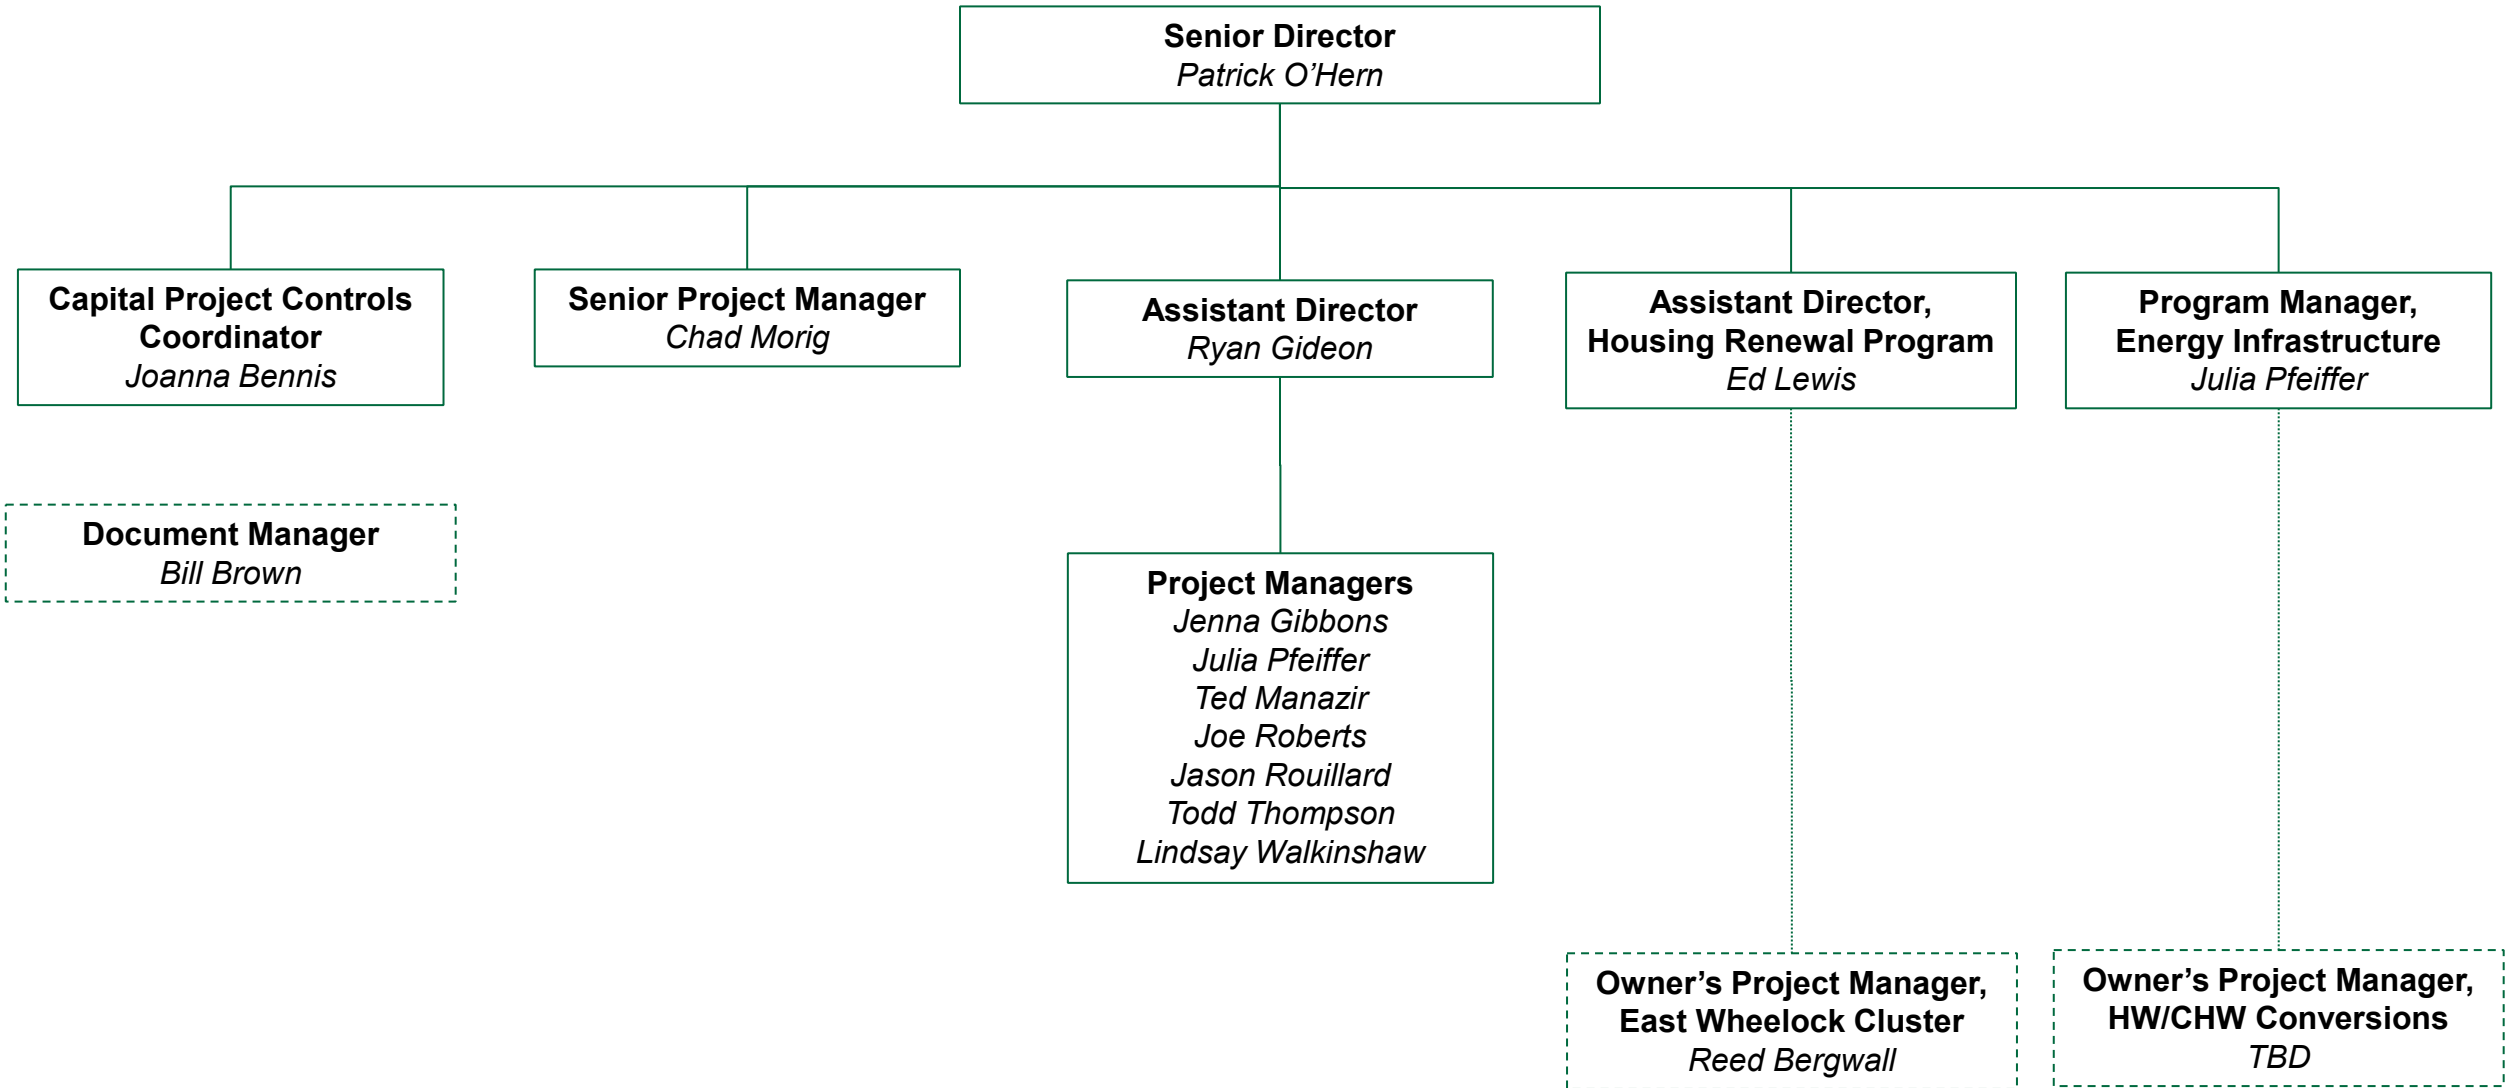 Senior Director
Patrick O’Hern
Capital Project Controls
Coordinator
Joanna Bennis
Senior Project Manager
Chad Morig
Assistant Director
Ryan Gideon
Assistant Director,
Housing Renewal Program
Ed Lewis
Program Manager,
Energy Infrastructure
Julia Pfeiffer
Document Manager
Bill Brown
Project Managers
Jenna Gibbons
Julia Pfeiffer
Ted Manazir
Joe Roberts
Jason Rouillard
Todd Thompson
Lindsay Walkinshaw
Owner’s Project Manager,
East Wheelock Cluster
Reed Bergwall
Owner’s Project Manager,
HW/CHW Conversions
TBD